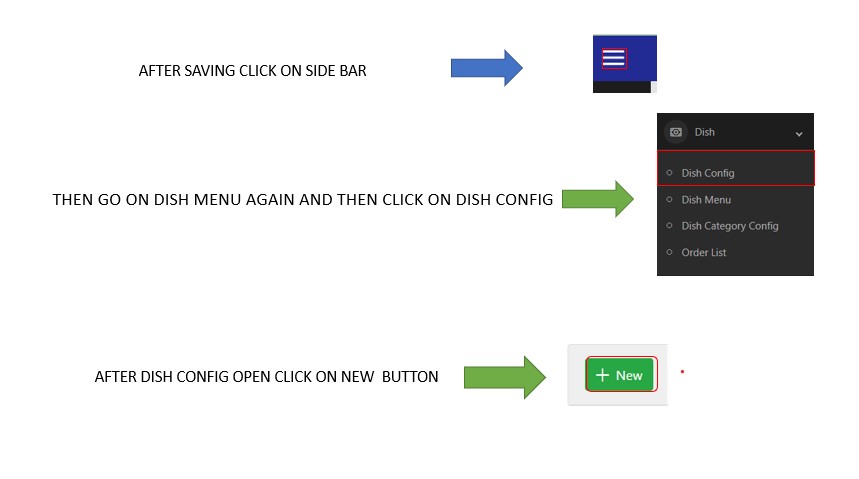 AFTER SAVING CLICK ON SIDE BAR
Dish
Dish Config
THEN GO ON DISH MENU AGAIN AND THEN CLICK ON DISH CONFIG
Dish Menu
Dish Category Config
Order List
AFTER DISH CONFIG OPEN CLICK ON NEW BUTTON
+ New